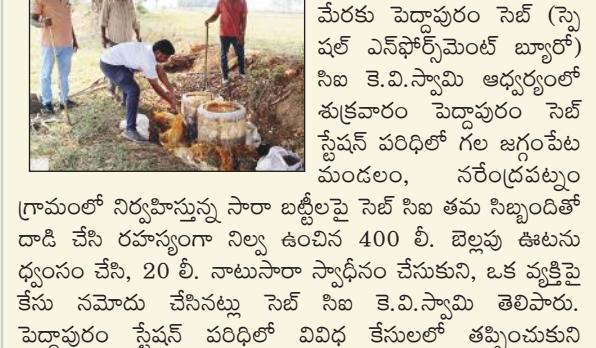 మేరకు పెద్దాపురం సెబ్ (స్పె
షల్ ఎన్‌ఫోర్స్‌మెంట్ బ్యూరో)
సిఐ కె.వి.స్వామి ఆధ్వర్యంలో
శుక్రవారం పెద్దాపురం సెబ్
స్టేషన్ పరిధిలో గల జగ్గంపేట
మండలం, నరేంద్రపట్నం
గ్రామంలో నిర్వహిస్తున్న సారా బట్టీలపై సెబ్ సిఐ తమ సిబ్బందితో
దాడి చేసి రహస్యంగా నిల్వ ఉంచిన 400 లీ. బెల్లపు ఊటను
ధ్వంసం చేసి, 20 లీ. నాటుసారా స్వాధీనం చేసుకుని, ఒక వ్యక్తిపై
కేసు నమోదు చేసినట్లు సెబ్ సిఐ కె.వి.స్వామి తెలిపారు.
పెద్దాపురం స్టేషన్ పరిధిలో వివిధ కేసులలో తప్పించుకుని